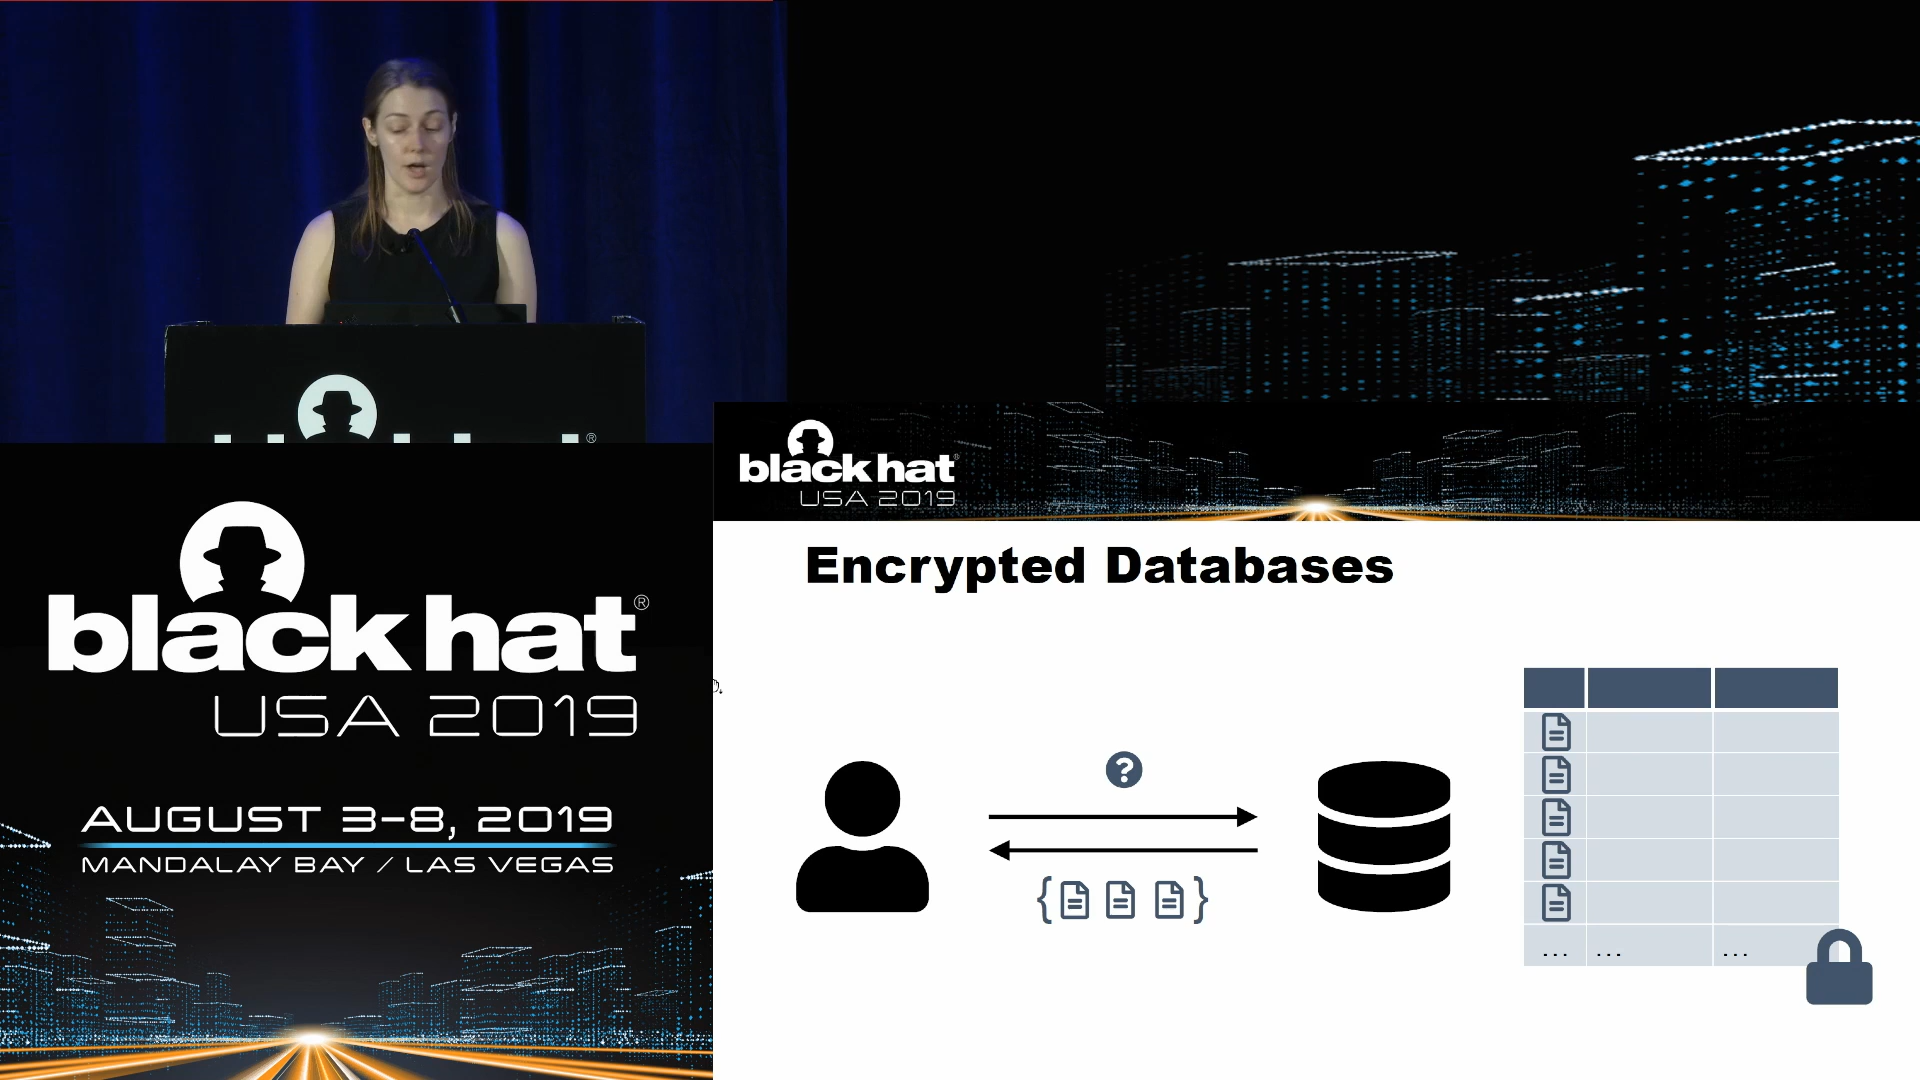 ®
black hat®
USA 2019
AUGUST 3-8, 2019
MANDALAY BAY / LAS VEGAS
black hat®
USA 2019
Encrypted Databases
?
{ }
... ... ...